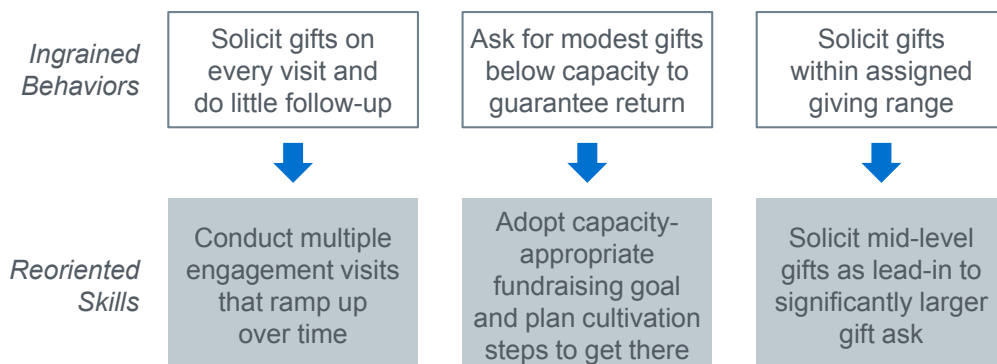 Ingrained
Behaviors
Solicit gifts on
every visit and
do little follow-up
Ask for modest gifts
below capacity to
guarantee return
Solicit gifts
within assigned
giving range
Reoriented
Skills
Conduct multiple
engagement visits
that ramp up
over time
Adopt capacity-
appropriate
fundraising goal
and plan cultivation
steps to get there
Solicit mid-level
gifts as lead-in to
significantly larger
gift ask